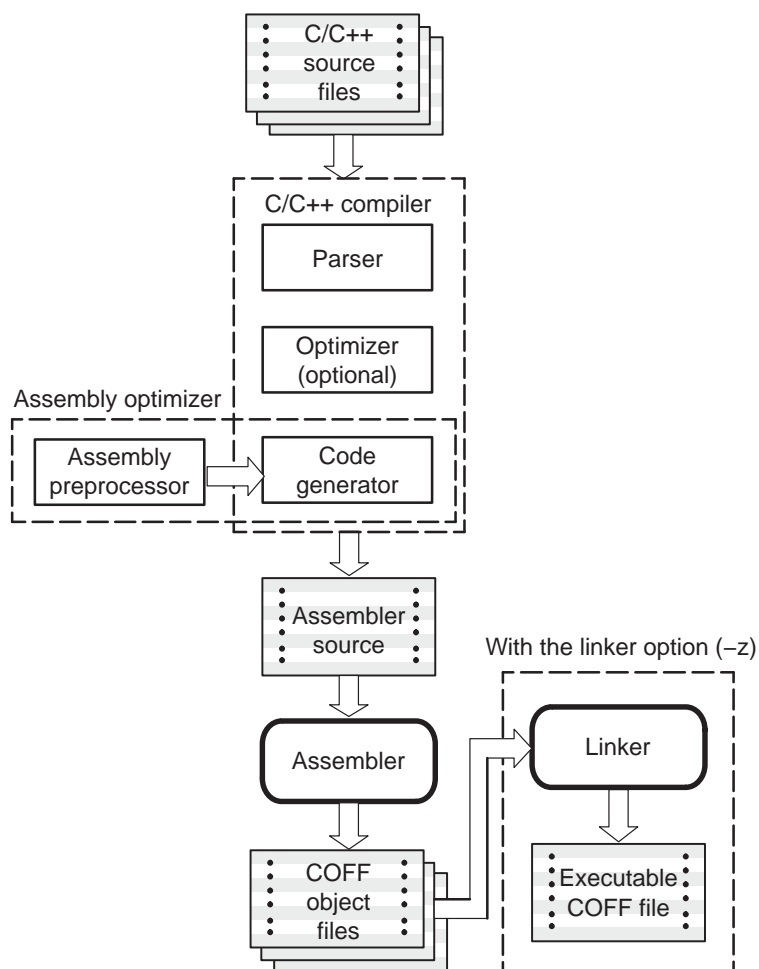 C/C++
source
files
C/C++ compiler
Parser
Optimizer
(optional)
Assembly optimizer
Assembly
preprocessor
Code
generator
Assembler
source
With the linker option (−z)
Assembler
Linker
COFF
object
files
Executable
COFF file